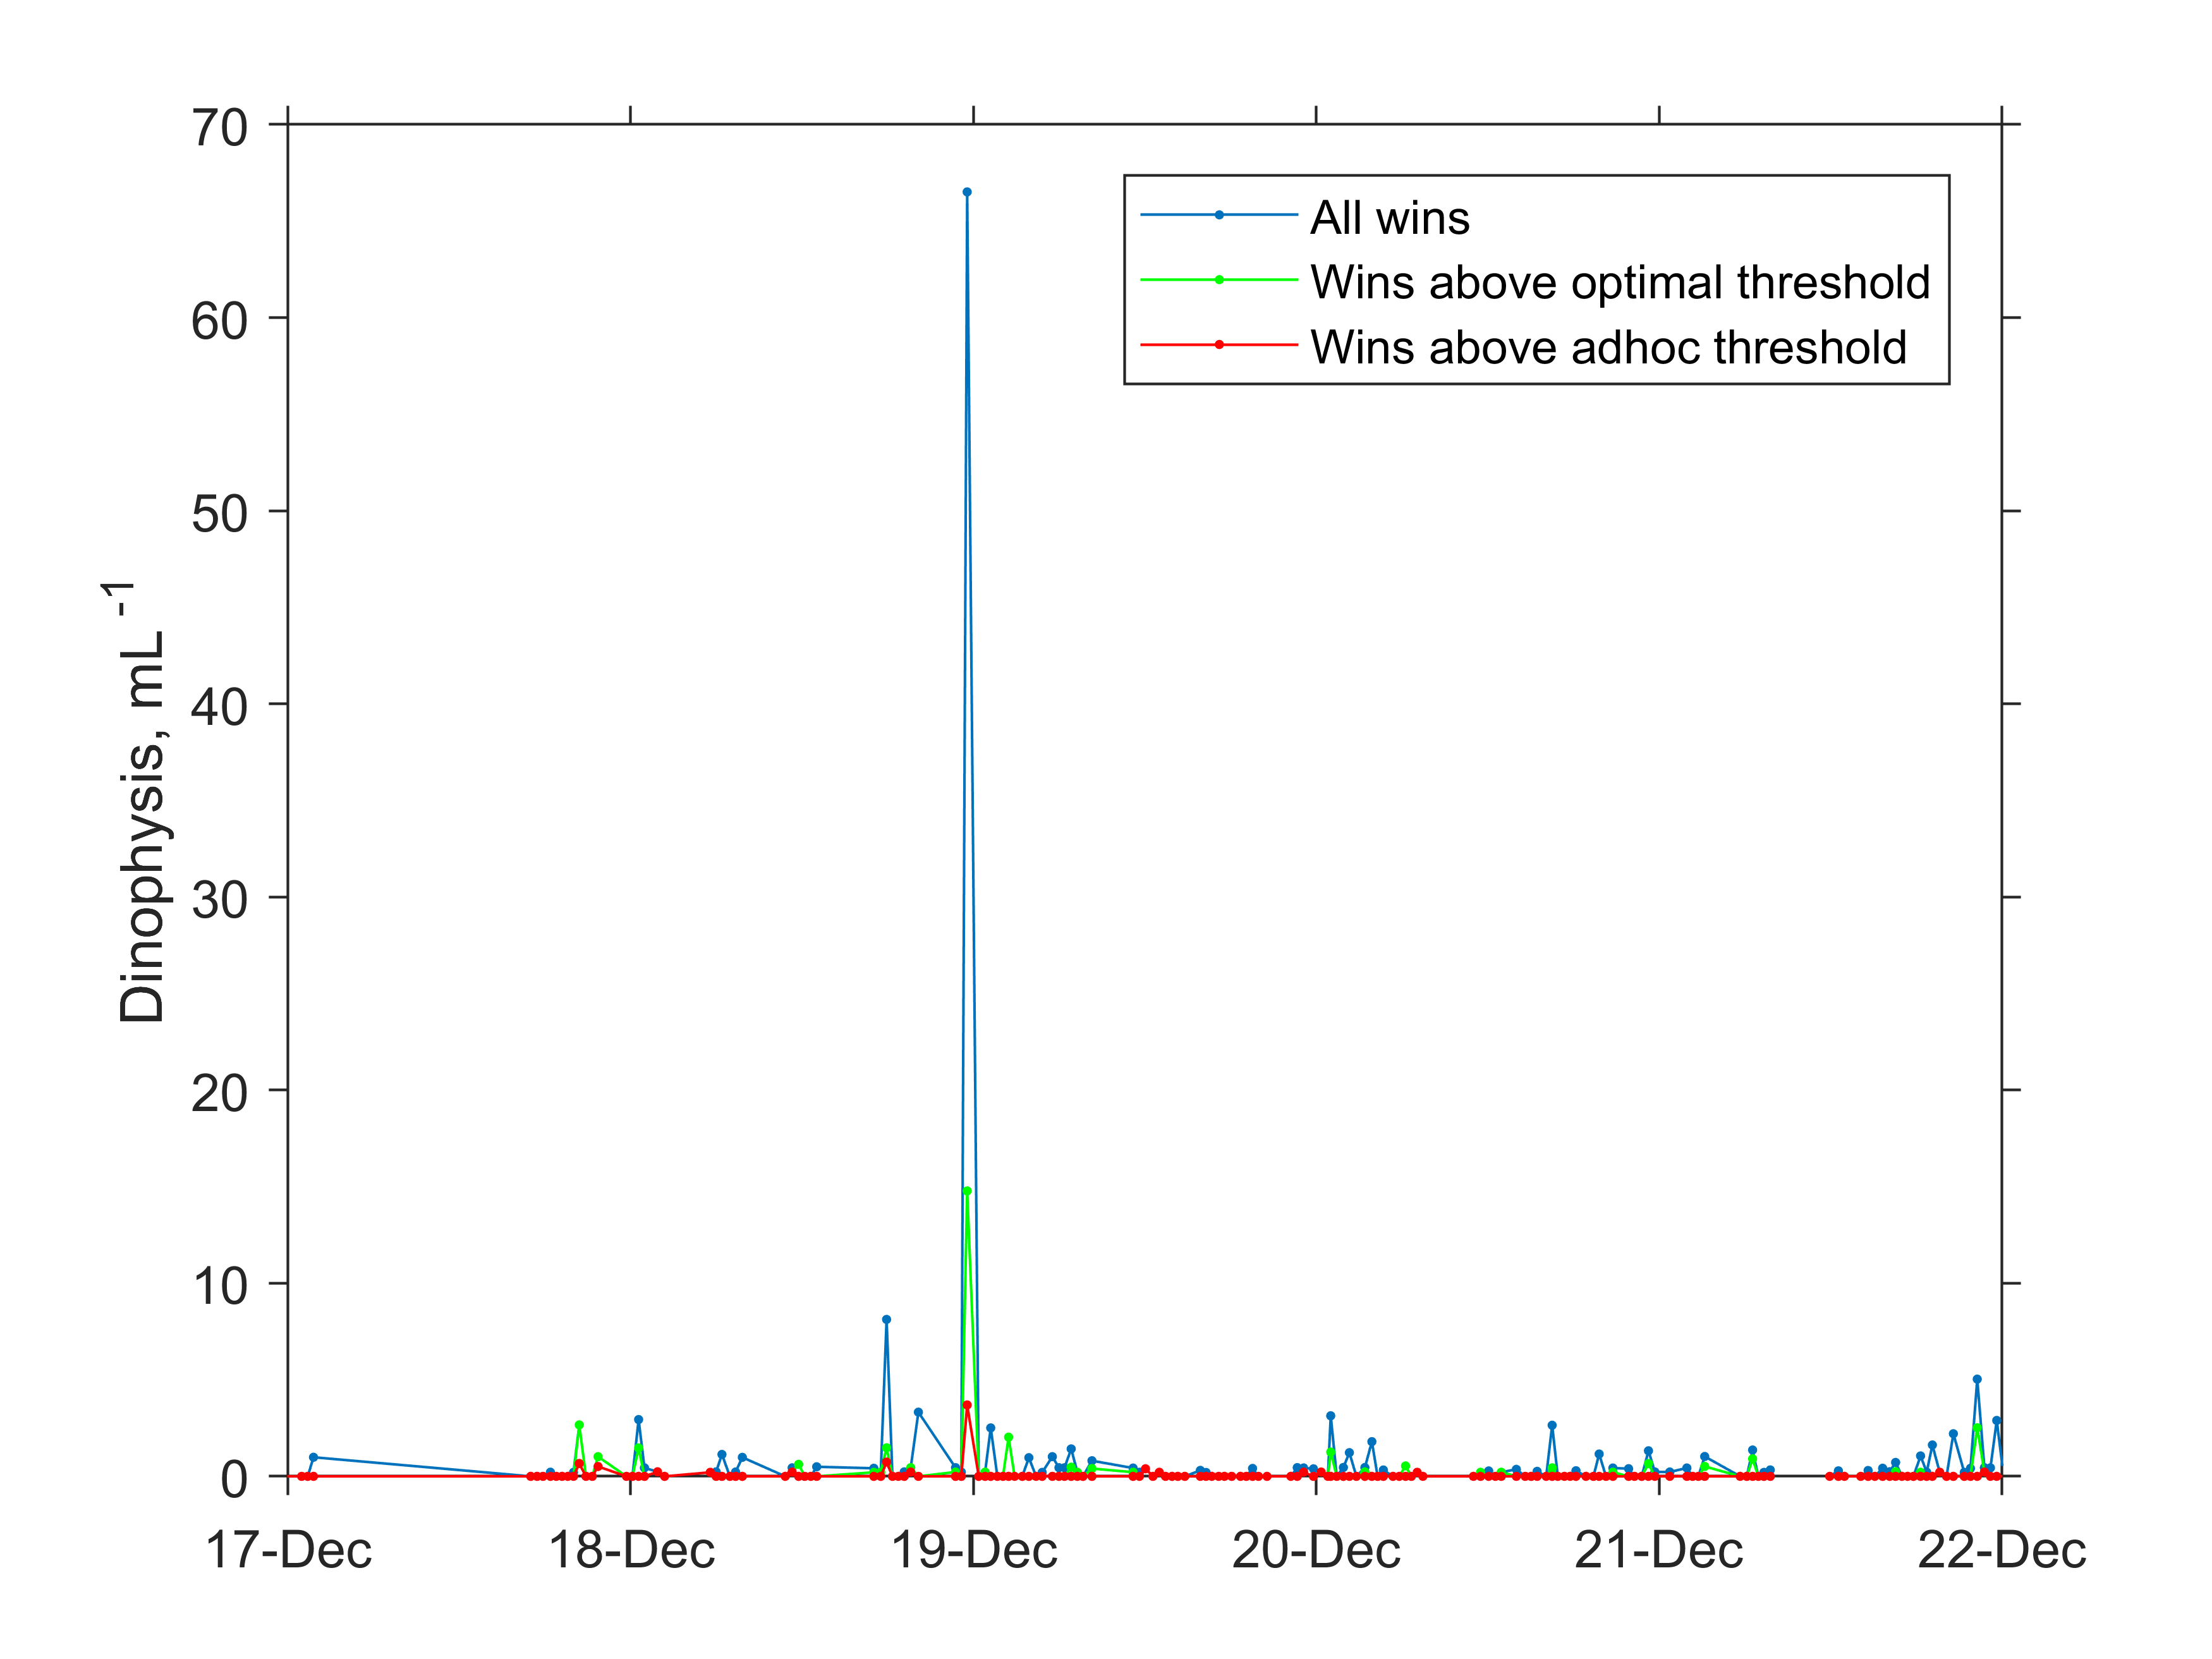 70
60
50
40
30
20
10
0
Dinophysis, mL -1
All wins
Wins above optimal threshold
Wins above adhoc threshold
17-Dec 18-Dec 19-Dec 20-Dec 21-Dec 22-Dec